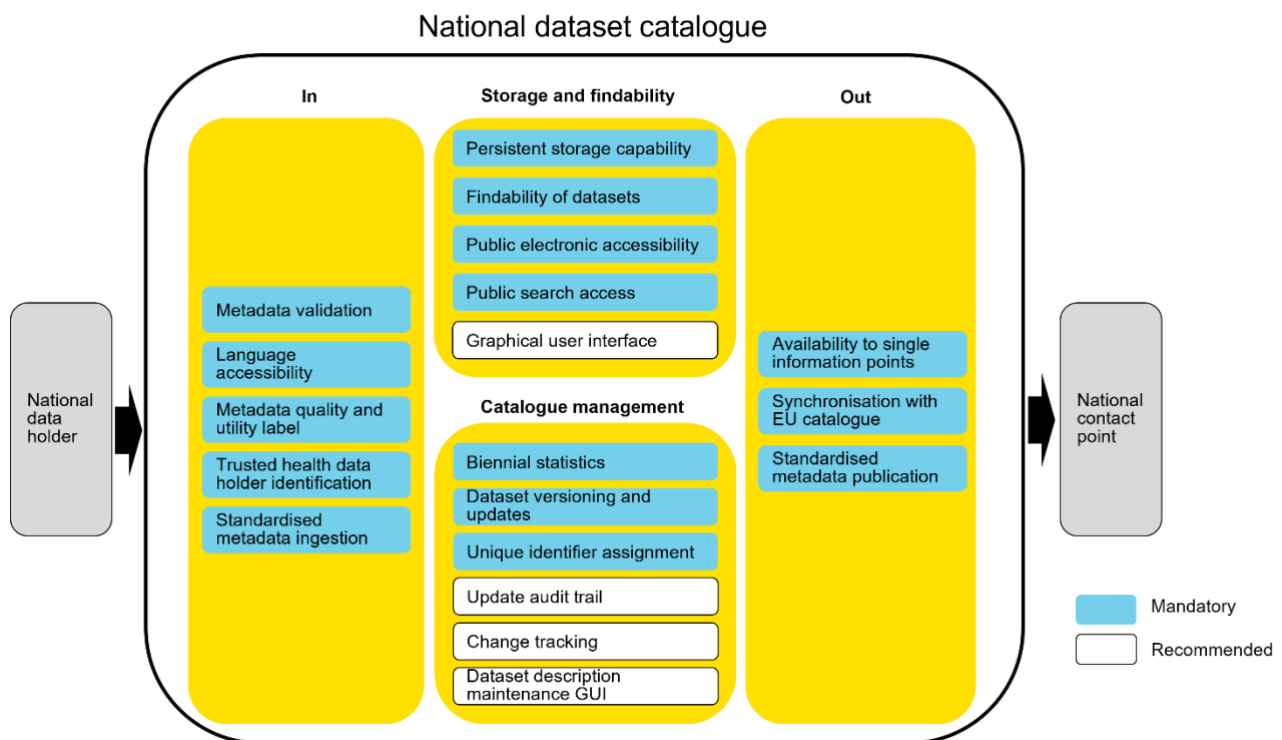 National dataset catalogue
In
Storage and findability
Out
National
data
holder
Metadata validation
Language
accessibility
Metadata quality and
utility label
Trusted health data
holder identification
Standardised
metadata ingestion
Persistent storage capability
Findability of datasets
Public electronic accessibility
Public search access
Graphical user interface
Catalogue management
Biennial statistics
Dataset versioning and
updates
Unique identifier assignment
Update audit trail
Change tracking
Dataset description
maintenance GUI
Availability to single
information points
Synchronisation with
EU catalogue
Standardised
metadata publication
National
contact
point
Mandatory
Recommended